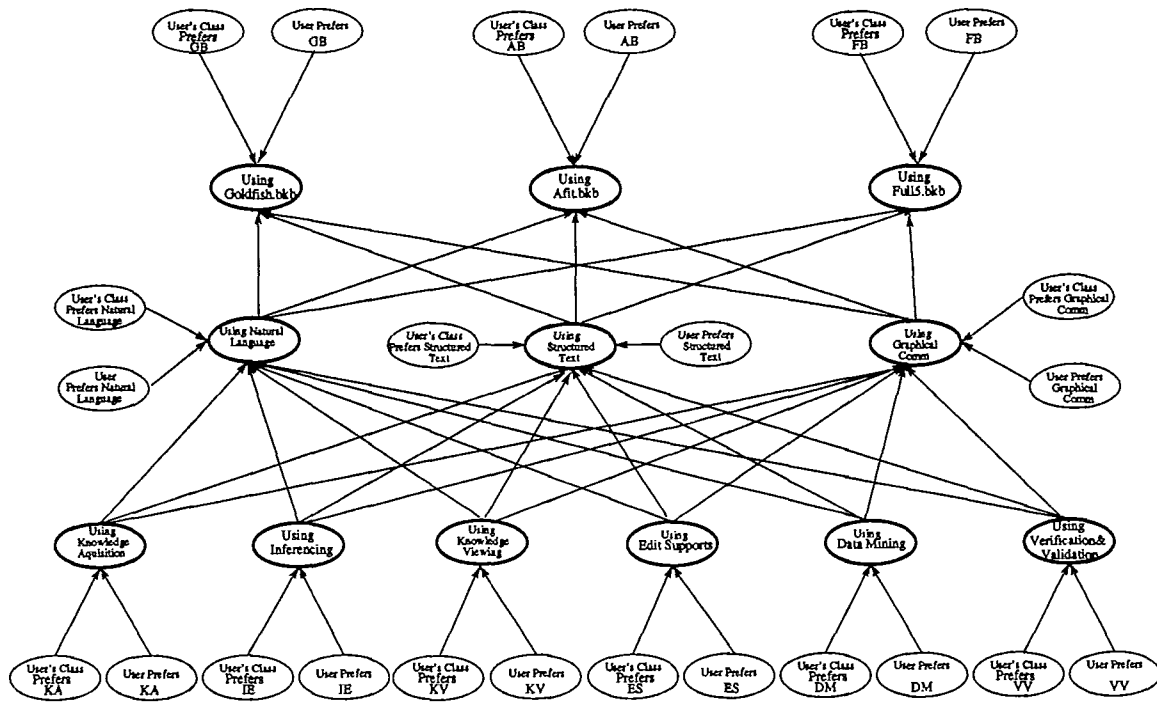 User's Class
Prefers
GB
User Prefers
GB
User's Class
Prefers
AB
User Prefers
AB
User's Class
Prefers
FB
User Prefers
FB
Using
Goldfish.bkb
Using
Afit.bkb
Using
Full5.bkb
User's Class
Prefers Natural
Language
User
Prefers Natural
Language
Using Natural
Language
User's Class
Prefers Structured
Text
Using
Structured
Text
User Prefers
Structured
Text
Using
Graphical
Comm
User's Class
Prefers Graphical
Comm
User Prefers
Graphical
Comm
Using
Knowledge
Aquisition
Using
Inferencing
Using
Knowledge
Viewing
Using
Edit Supports
Using
Data Mining
Using
Verification&
Validation
User's Class
Prefers
KA
User Prefers
KA
User's Class
Prefers
IE
User Prefers
IE
User's Class
Prefers
KV
User Prefers
KV
User's Class
Prefers
ES
User Prefers
ES
User's Class
Prefers
DM
User Prefers
DM
User's Class
Prefers
VV
User Prefers
VV